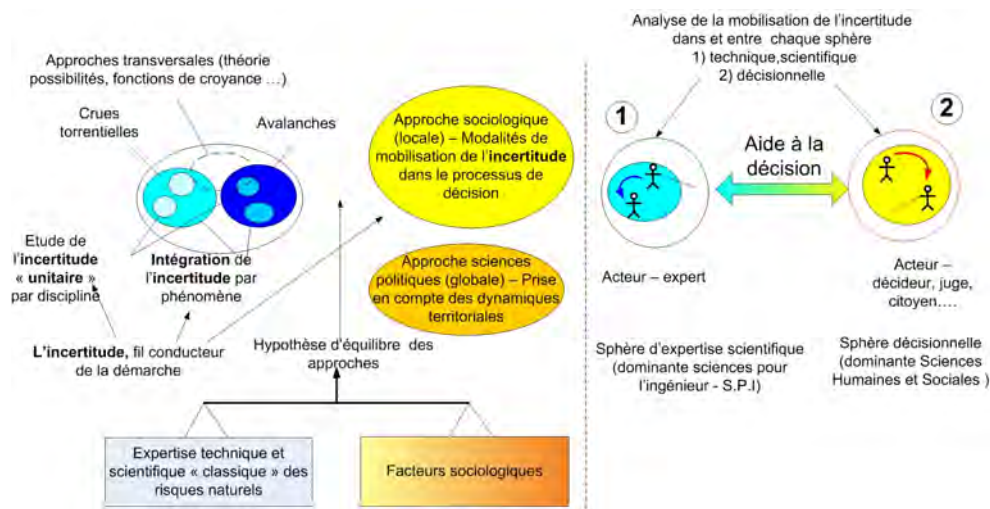 Approches transversales (théorie
possibilités, fonctions de croyance …)
Crues
torrentielles
Avalanches
Etude de
l'incertitude
« unitaire »
par discipline
Intégration de
l'incertitude par
phénomène
L'incertitude, fil conducteur
de la démarche
Approche sociologique
(locale) – Modalités de
mobilisation de l'incertitude
dans le processus de
décision
Approche sciences
politiques (globale) – Prise
en compte des dynamiques
territoriales
Hypothèse d'équilibre des
approches
Expertise technique et
scientifique « classique » des
risques naturels
Facteurs sociologiques
Analyse de la mobilisation de l'incertitude
dans et entre chaque sphère
1) technique,scientifique
2) décisionnelle
1
2
Aide à la
décision
Acteur – expert
Acteur –
décideur, juge,
citoyen….
Sphère d'expertise scientifique
(dominante sciences pour
l'ingénieur - S.P.I)
Sphère décisionnelle
(dominante Sciences
Humaines et Sociales )